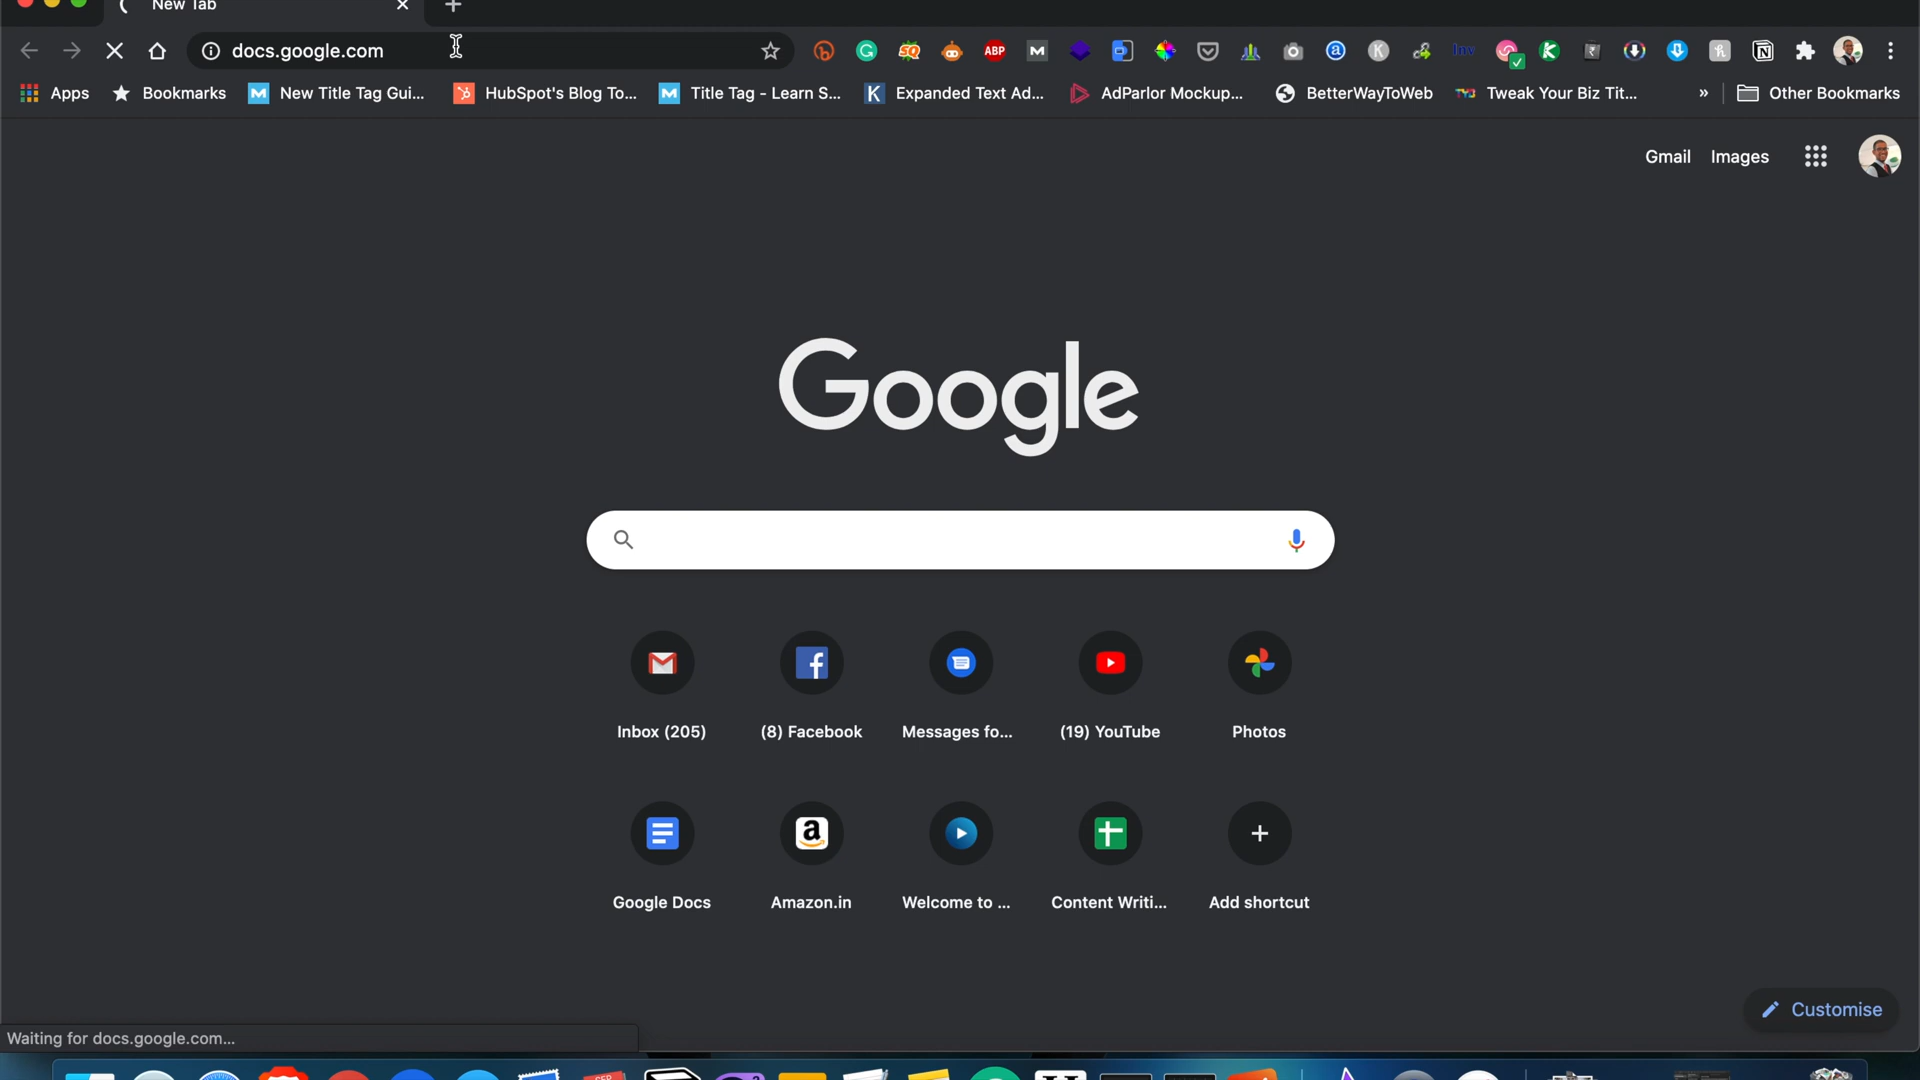 New Tab
docs.google.com
ABP
Inv
Apps
Bookmarks
New Title Tag Gui...
HubSpot's Blog To...
Title Tag - Learn S...
K
Expanded Text Ad...
AdParlor Mockup...
BetterWayToWeb
Tweak Your Biz Tit...
»
Other Bookmarks
Gmail
Images
Google
Inbox (205)
(8) Facebook
Messages fo...
(19) YouTube
Photos
Google Docs
Amazon.in
Welcome to ...
Content Writi...
Add shortcut
Customise
Waiting for docs.google.com...
SEP